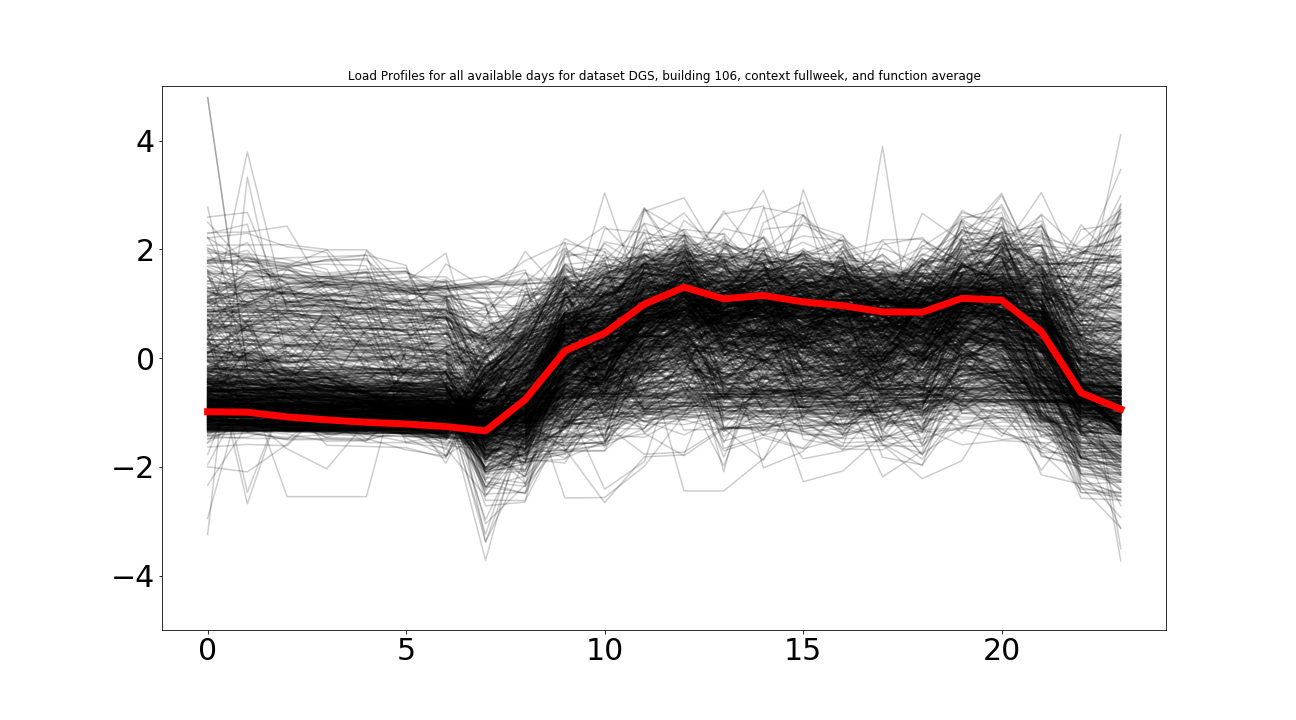 Load Profiles for all available days for dataset DGS, building 106, context fullweek, and function average
4
2
0
−2
−4
0 5 10 15 20